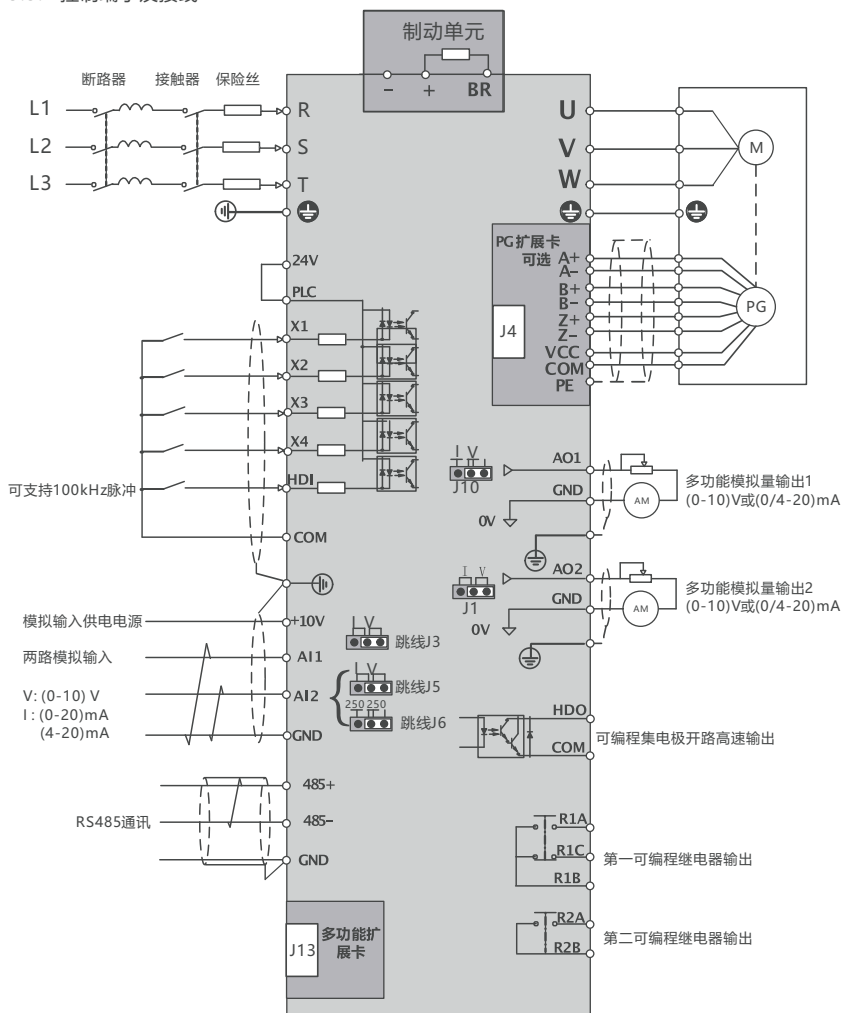 制动单元
- + BR
断路器 接触器 保险丝
L1
R
L2
S
L3
T
U
V
W
M
24V
PLC
X1
X2
X3
X4
HDI
可支持100kHz脉冲
COM
PG扩展卡
可选
J4
A+
A-
B+
B-
Z+
Z-
VCC
COM
PE
PG
I V
J10
AO1
GND
0V
AM
多功能模拟量输出1
(0-10)V或(0/4-20)mA
I V
J1
AO2
GND
0V
AM
多功能模拟量输出2
(0-10)V或(0/4-20)mA
模拟输入供电电源
+10V
两路模拟输入
AI1
V: (0-10) V
I : (0-20)mA
(4-20)mA
AI2
GND
I V
跳线J3
I V
跳线J5
250 250
跳线J6
HDO
COM
可编程集电极开路高速输出
RS485通讯
485+
485-
GND
R1A
R1C
R1B
第一可编程继电器输出
R2A
R2B
第二可编程继电器输出
J13
多功能扩
展卡